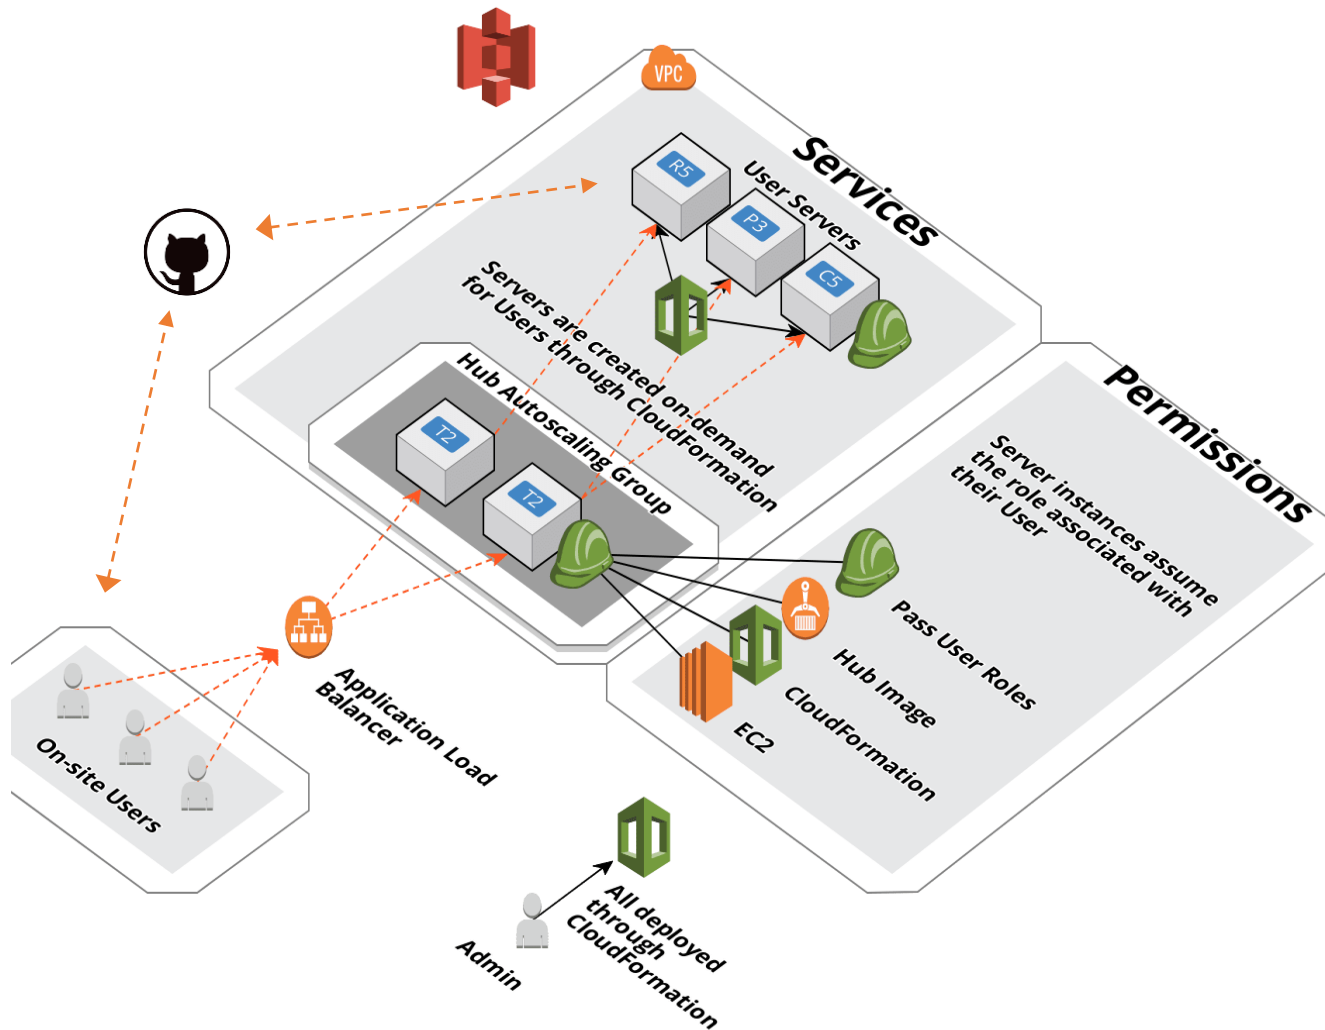 VPC
Services
R5
User Servers
P3
C5
Servers are created on-demand
for Users through CloudFormation
Hub Autoscaling Group
T2
T2
Permissions
Server instances assume
the role associated with
their User
Pass User Roles
Hub Image
CloudFormation
EC2
Application Load
Balancer
On-site Users
All deployed
through
CloudFormation
Admin